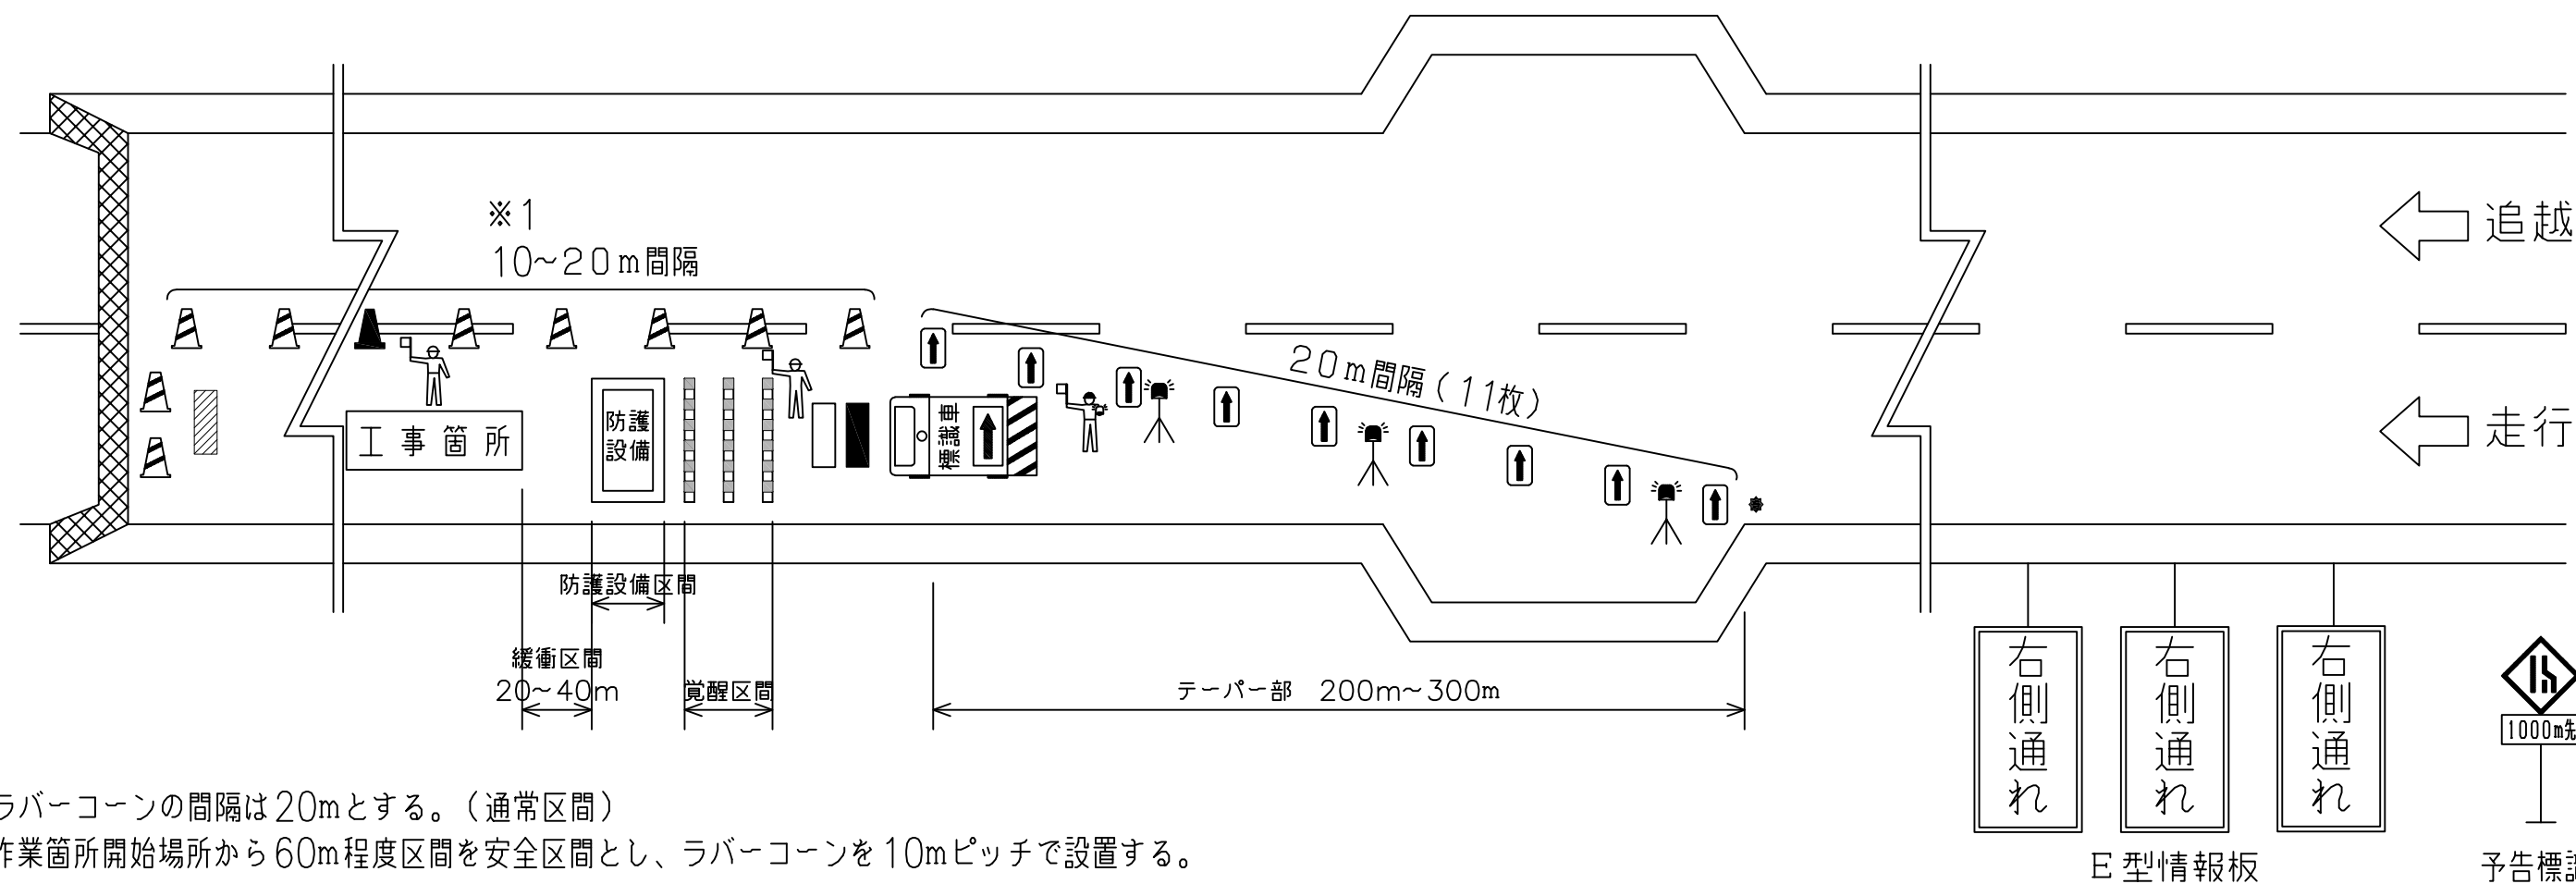 ※1
10~20m間隔
追越
20m間隔(11枚)
走行
工事箇所
防護
設備
標識車
防護設備区間
緩衝区間
20~40m
覚醒区間
テーパー部 200m~300m
右側通れ
右側通れ
右側通れ
1000m先
ラバーコーンの間隔は20mとする。(通常区間)
作業箇所開始場所から60m程度区間を安全区間とし、ラバーコーンを10mピッチで設置する。
E型情報板
予告標識